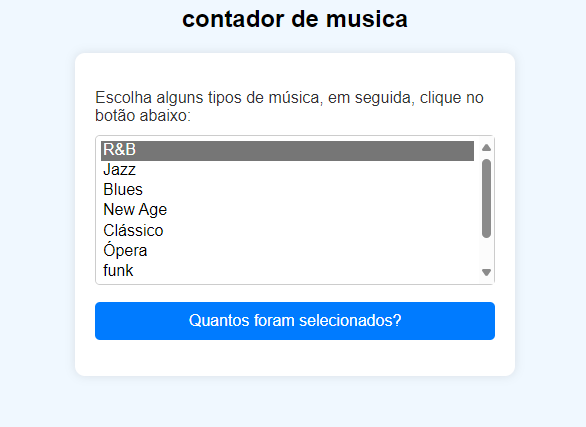 contador de musica
Escolha alguns tipos de música, em seguida, clique no
botão abaixo:
R&B
Jazz
Blues
New Age
Clássico
Ópera
funk
Quantos foram selecionados?